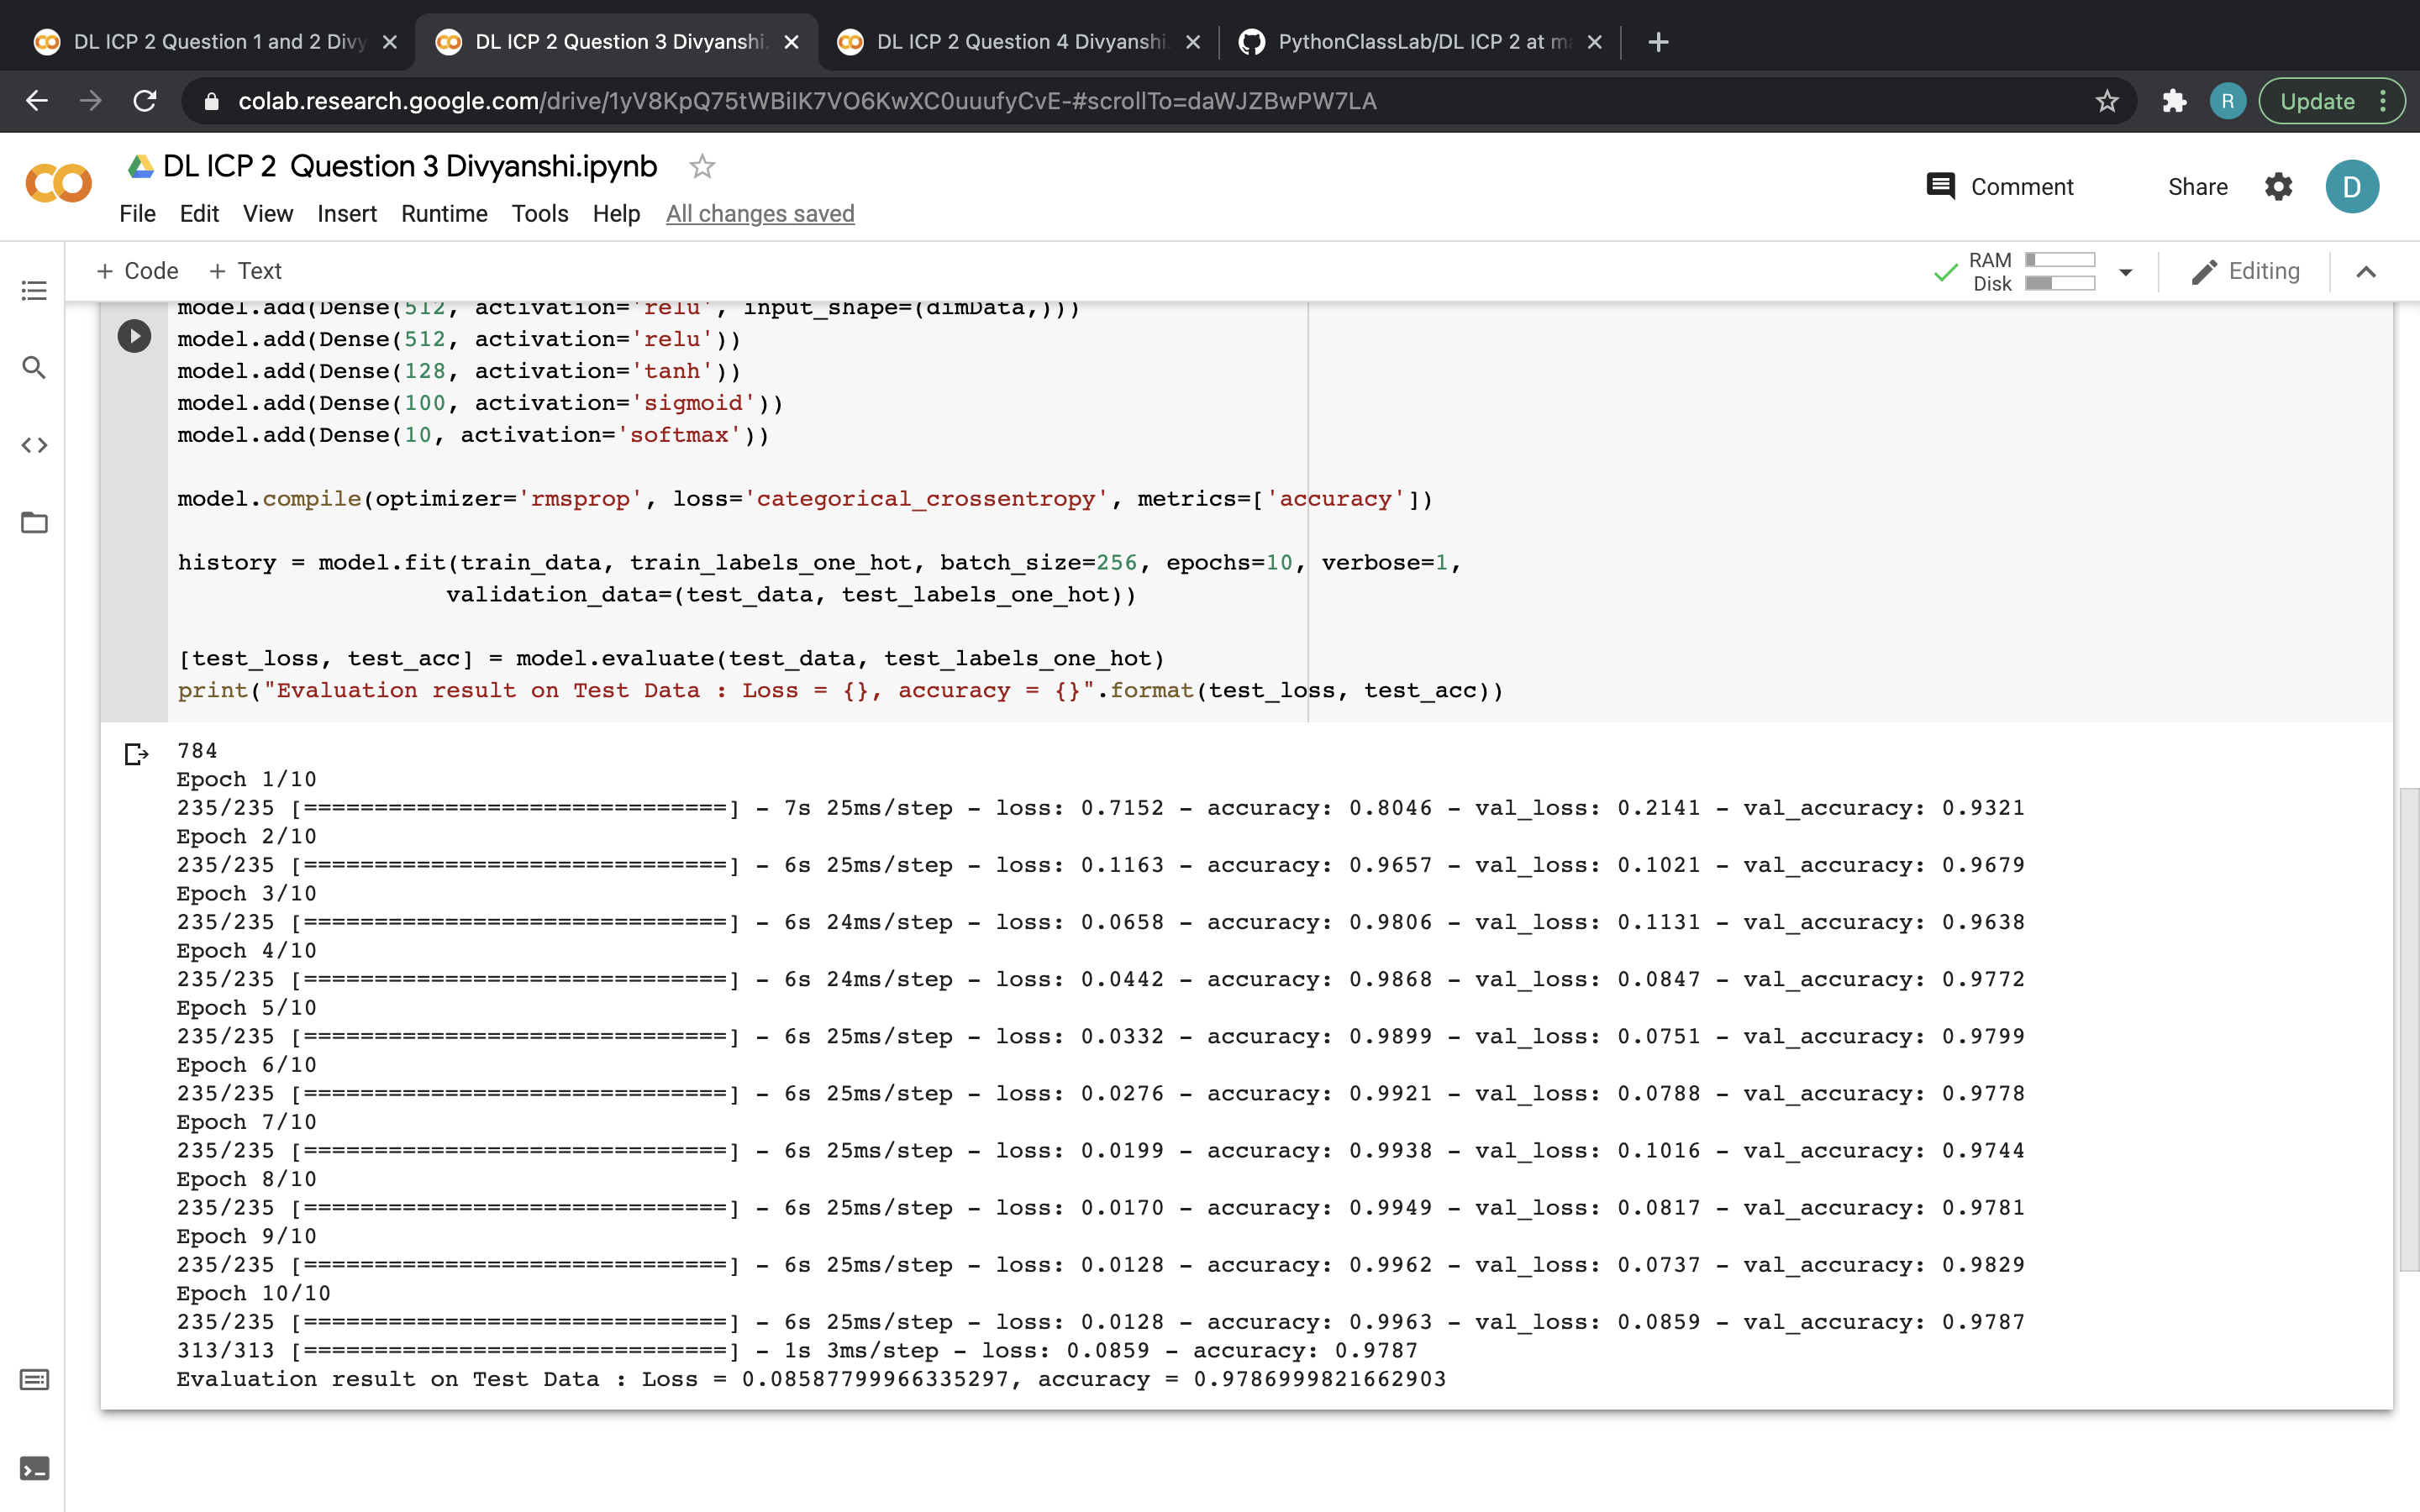 DL ICP 2 Question 1 and 2 Divy
DL ICP 2 Question 3 Divyanshi.
DL ICP 2 Question 4 Divyanshi.
PythonClassLab/DL ICP 2 at ma
colab.research.google.com/drive/1yV8KpQ75tWBiIK7VO6KwXC0uuufyCvE-#scrollTo=daWJZBwPW7LA
R
Update
DL ICP 2 Question 3 Divyanshi.ipynb
Comment
Share
D
File Edit View Insert Runtime Tools Help All changes saved
+ Code + Text
RAM
Disk
Editing
model.add(Dense(512, activation='relu', input_shape=(dimData,)))
model.add(Dense(512, activation='relu'))
model.add(Dense(128, activation='tanh'))
model.add(Dense(100, activation='sigmoid'))
model.add(Dense(10, activation='softmax'))
model.compile(optimizer='rmsprop', loss='categorical_crossentropy', metrics=['accuracy'])
history = model.fit(train_data, train_labels_one_hot, batch_size=256, epochs=10, verbose=1,
validation_data=(test_data, test_labels_one_hot))
[test_loss, test_acc] = model.evaluate(test_data, test_labels_one_hot)
print("Evaluation result on Test Data : Loss = {}, accuracy = {}".format(test_loss, test_acc))
784
Epoch 1/10
235/235 [==============================] - 7s 25ms/step - loss: 0.7152 - accuracy: 0.8046 - val_loss: 0.2141 - val_accuracy: 0.9321
Epoch 2/10
235/235 [==============================] - 6s 25ms/step - loss: 0.1163 - accuracy: 0.9657 - val_loss: 0.1021 - val_accuracy: 0.9679
Epoch 3/10
235/235 [==============================] - 6s 24ms/step - loss: 0.0658 - accuracy: 0.9806 - val_loss: 0.1131 - val_accuracy: 0.9638
Epoch 4/10
235/235 [==============================] - 6s 24ms/step - loss: 0.0442 - accuracy: 0.9868 - val_loss: 0.0847 - val_accuracy: 0.9772
Epoch 5/10
235/235 [==============================] - 6s 25ms/step - loss: 0.0332 - accuracy: 0.9899 - val_loss: 0.0751 - val_accuracy: 0.9799
Epoch 6/10
235/235 [==============================] - 6s 25ms/step - loss: 0.0276 - accuracy: 0.9921 - val_loss: 0.0788 - val_accuracy: 0.9778
Epoch 7/10
235/235 [==============================] - 6s 25ms/step - loss: 0.0199 - accuracy: 0.9938 - val_loss: 0.1016 - val_accuracy: 0.9744
Epoch 8/10
235/235 [==============================] - 6s 25ms/step - loss: 0.0170 - accuracy: 0.9949 - val_loss: 0.0817 - val_accuracy: 0.9781
Epoch 9/10
235/235 [==============================] - 6s 25ms/step - loss: 0.0128 - accuracy: 0.9962 - val_loss: 0.0737 - val_accuracy: 0.9829
Epoch 10/10
235/235 [==============================] - 6s 25ms/step - loss: 0.0128 - accuracy: 0.9963 - val_loss: 0.0859 - val_accuracy: 0.9787
313/313 [==============================] - 1s 3ms/step - loss: 0.0859 - accuracy: 0.9787
Evaluation result on Test Data : Loss = 0.08587799966335297, accuracy = 0.9786999821662903